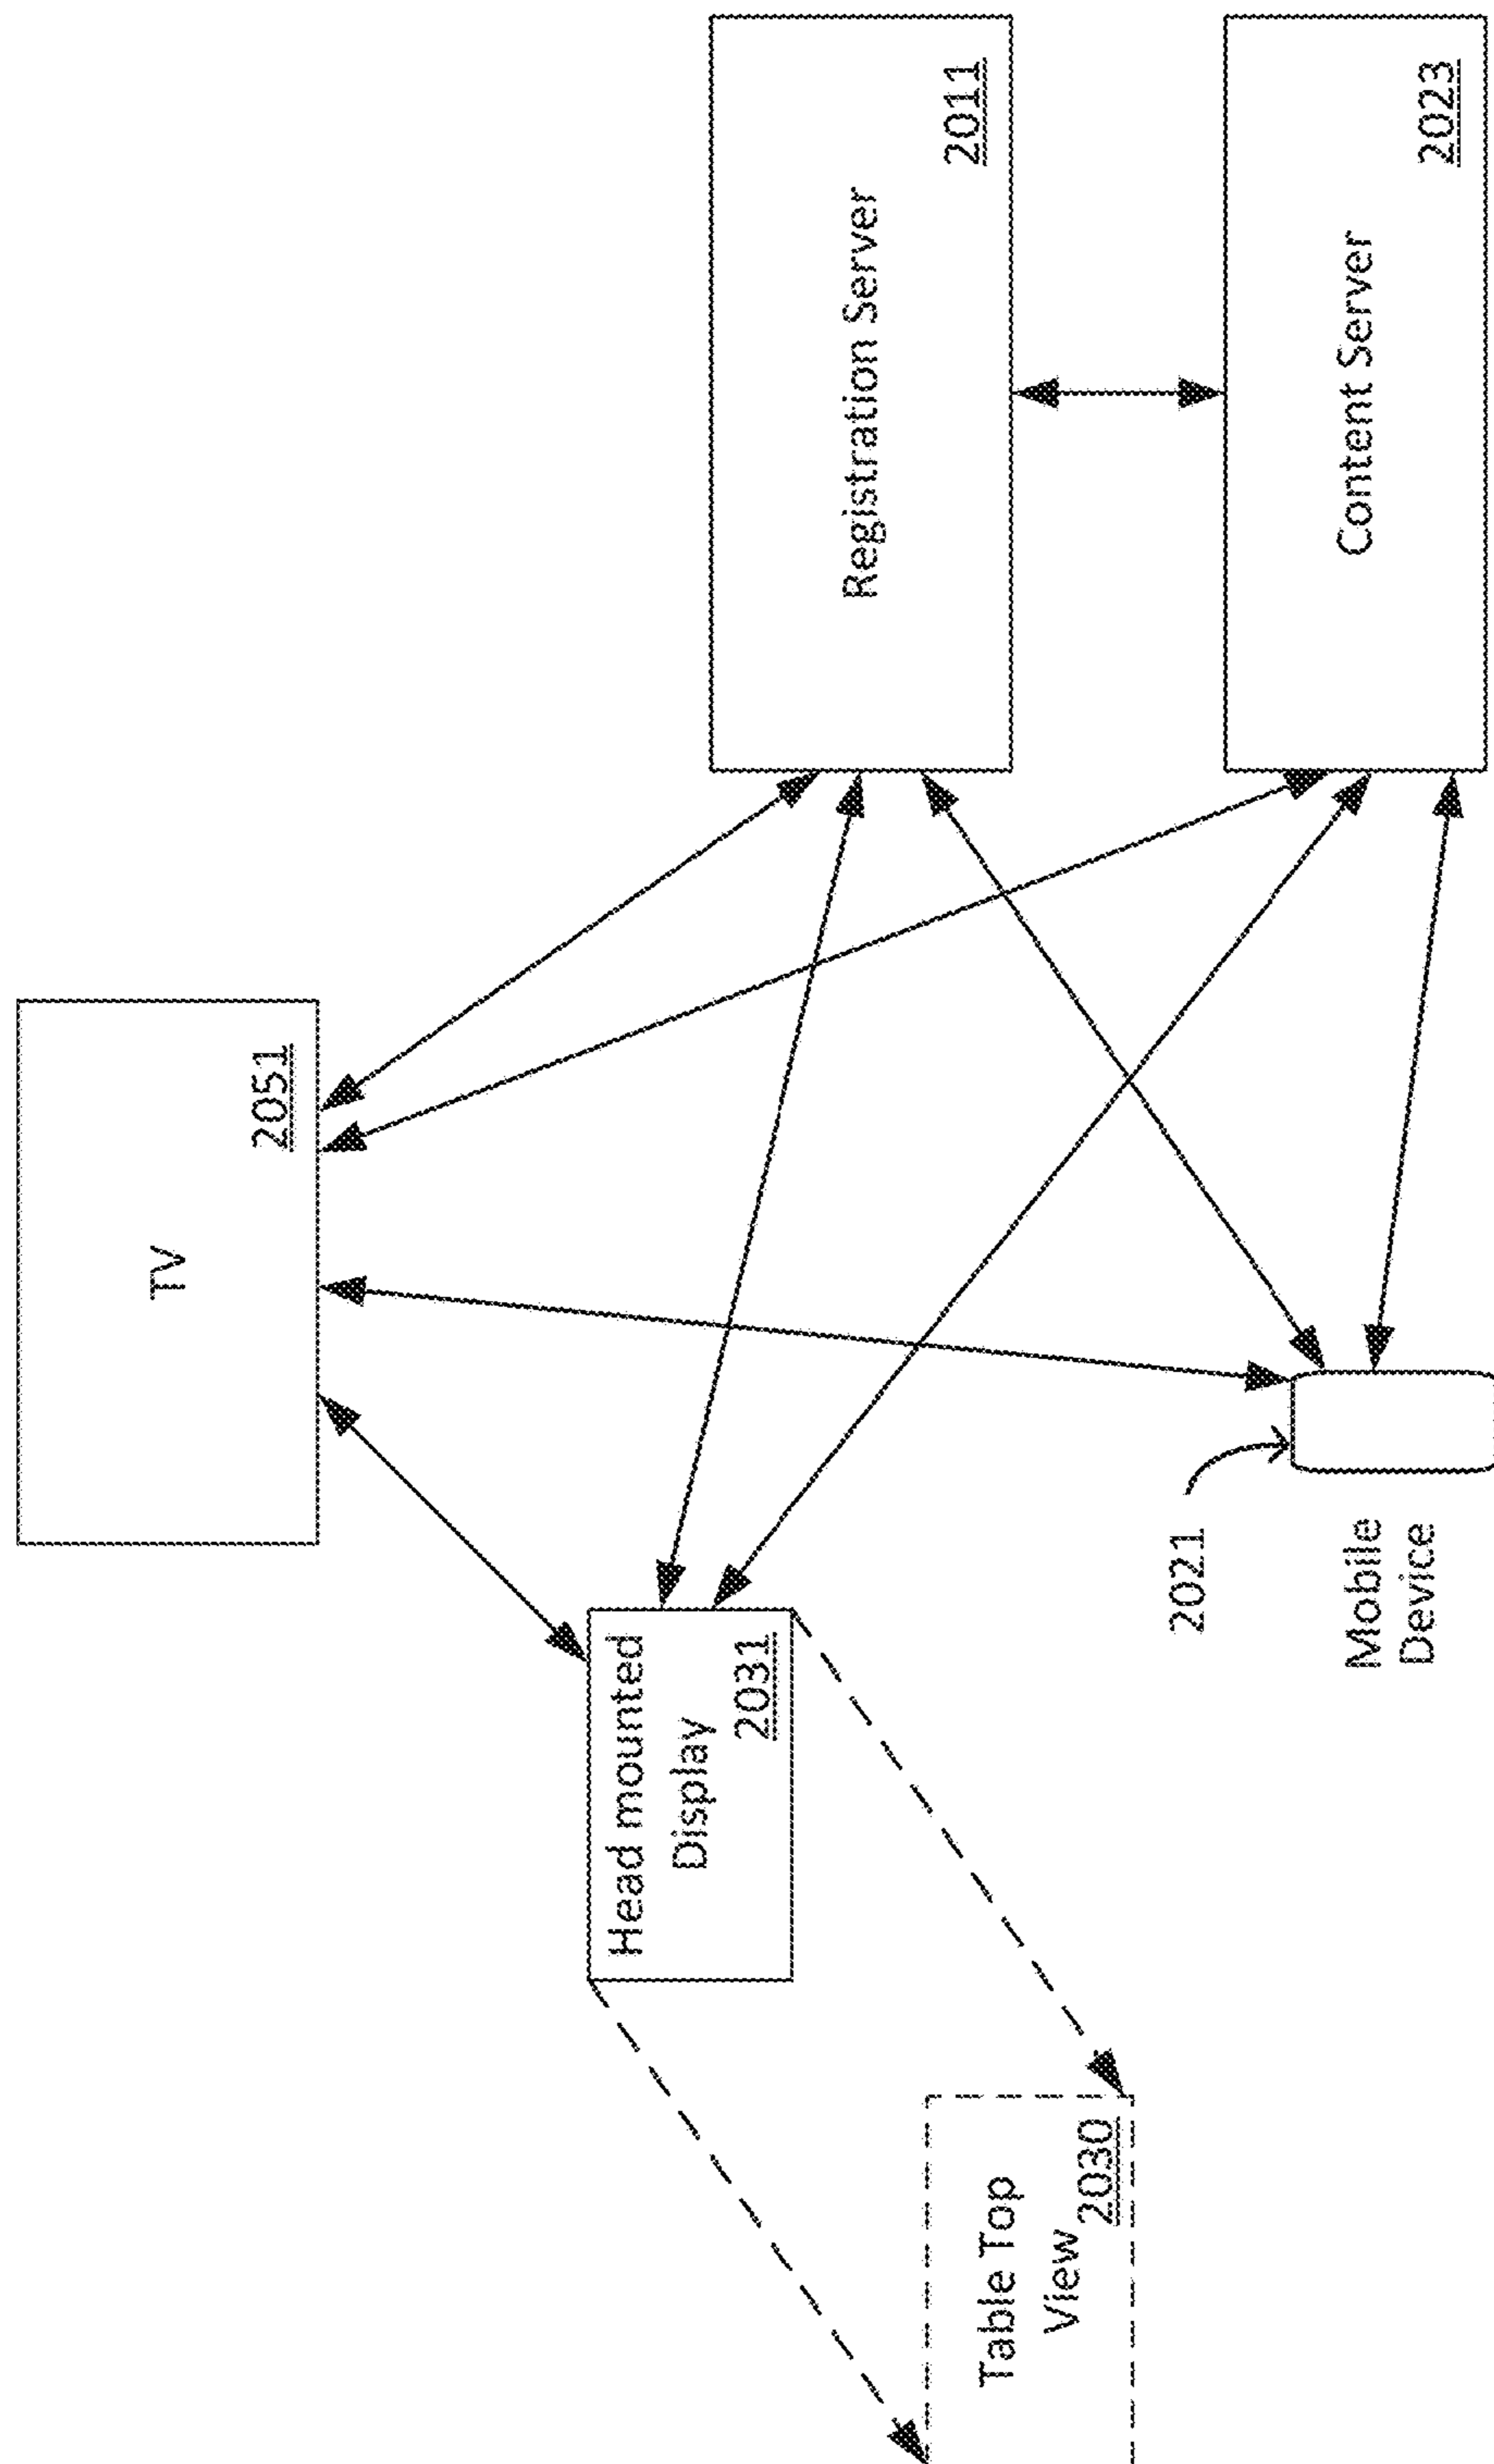 TV
2051
Head mounted
Display
2031
Registration Server
2011
Table Top
View
2030
2021
Mobile
Device
Content Server
2023